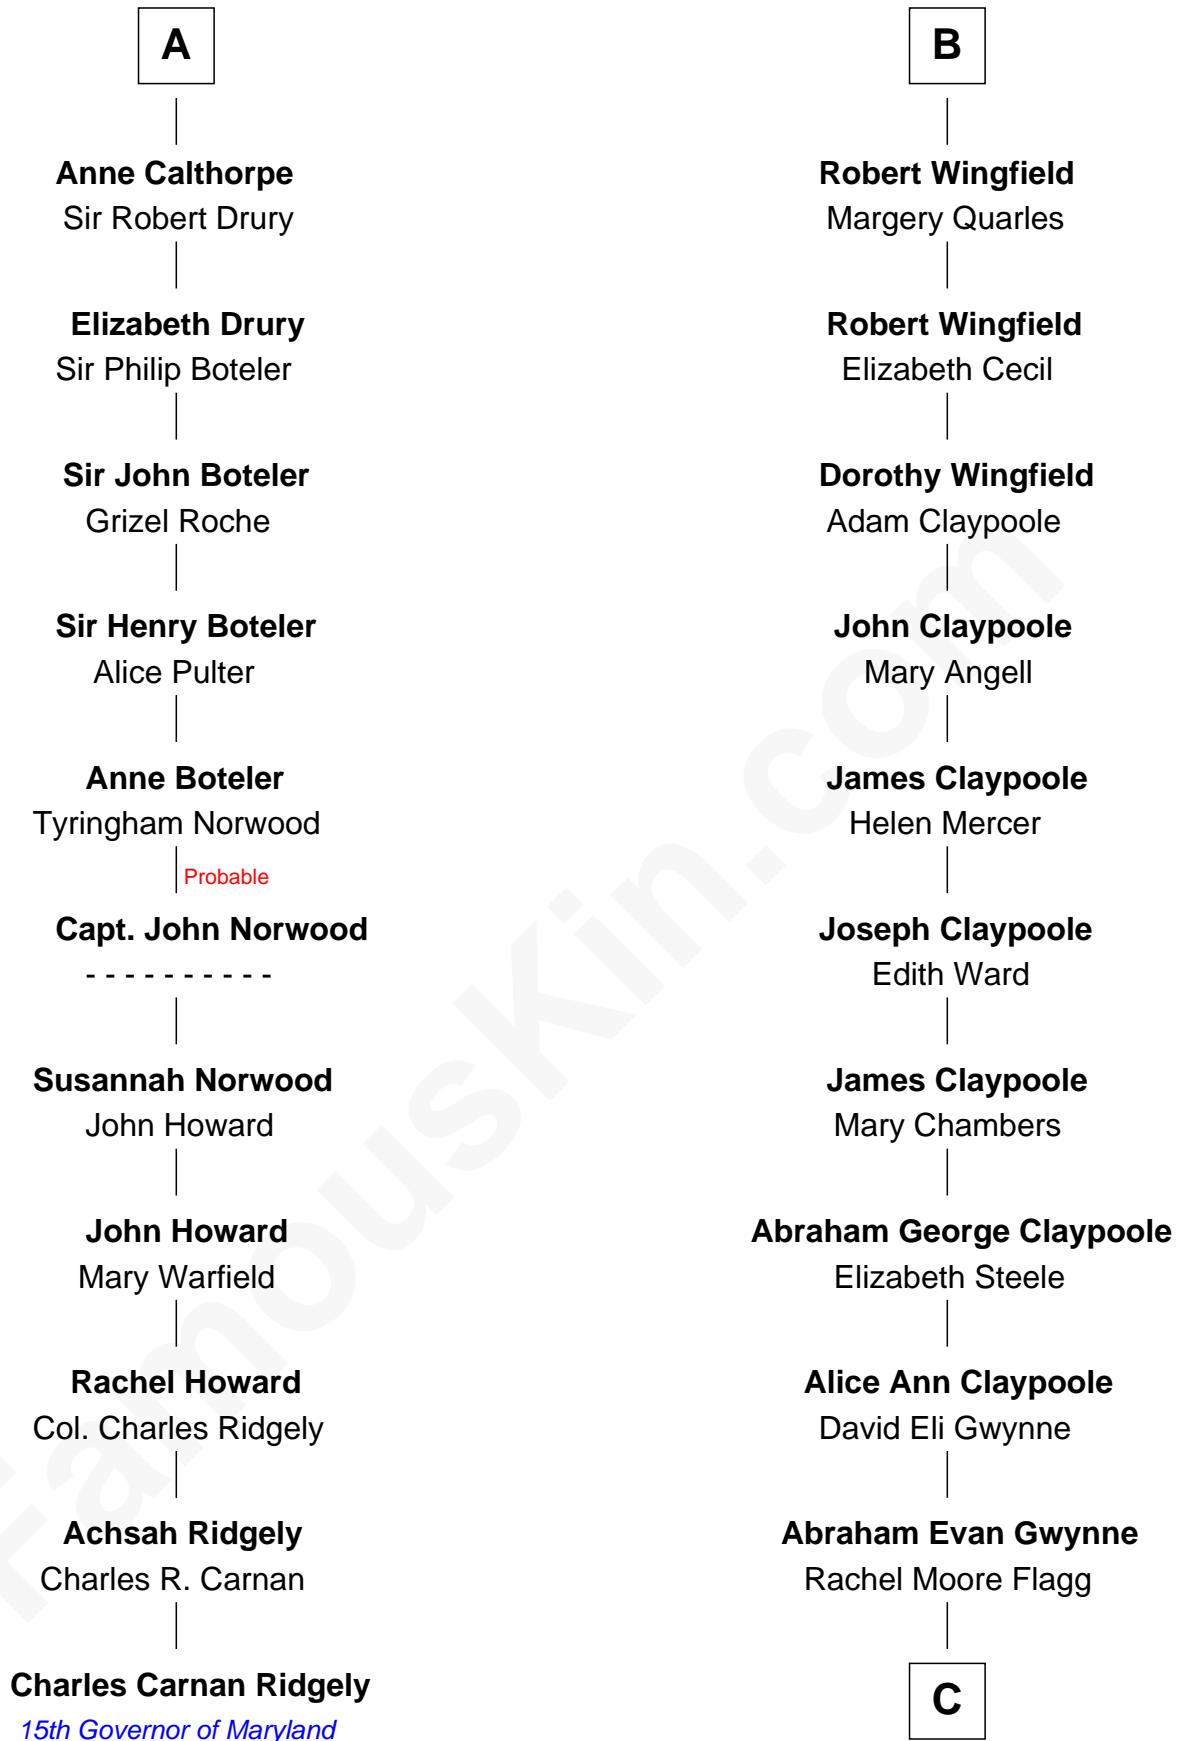 A
Anne Calthorpe
Sir Robert Drury
Elizabeth Drury
Sir Philip Boteler
Sir John Boteler
Grizel Roche
Sir Henry Boteler
Alice Pulter
Anne Boteler
Tyringham Norwood
Probable
Capt. John Norwood
- - - - - - - - - -
Susannah Norwood
John Howard
John Howard
Mary Warfield
Rachel Howard
Col. Charles Ridgely
Achsah Ridgely
Charles R. Carnan
Charles Carnan Ridgely
15th Governor of Maryland
B
Robert Wingfield
Margery Quarles
Robert Wingfield
Elizabeth Cecil
Dorothy Wingfield
Adam Claypoole
John Claypoole
Mary Angell
James Claypoole
Helen Mercer
Joseph Claypoole
Edith Ward
James Claypoole
Mary Chambers
Abraham George Claypoole
Elizabeth Steele
Alice Ann Claypoole
David Eli Gwynne
Abraham Evan Gwynne
Rachel Moore Flagg
C
FamousKin.com